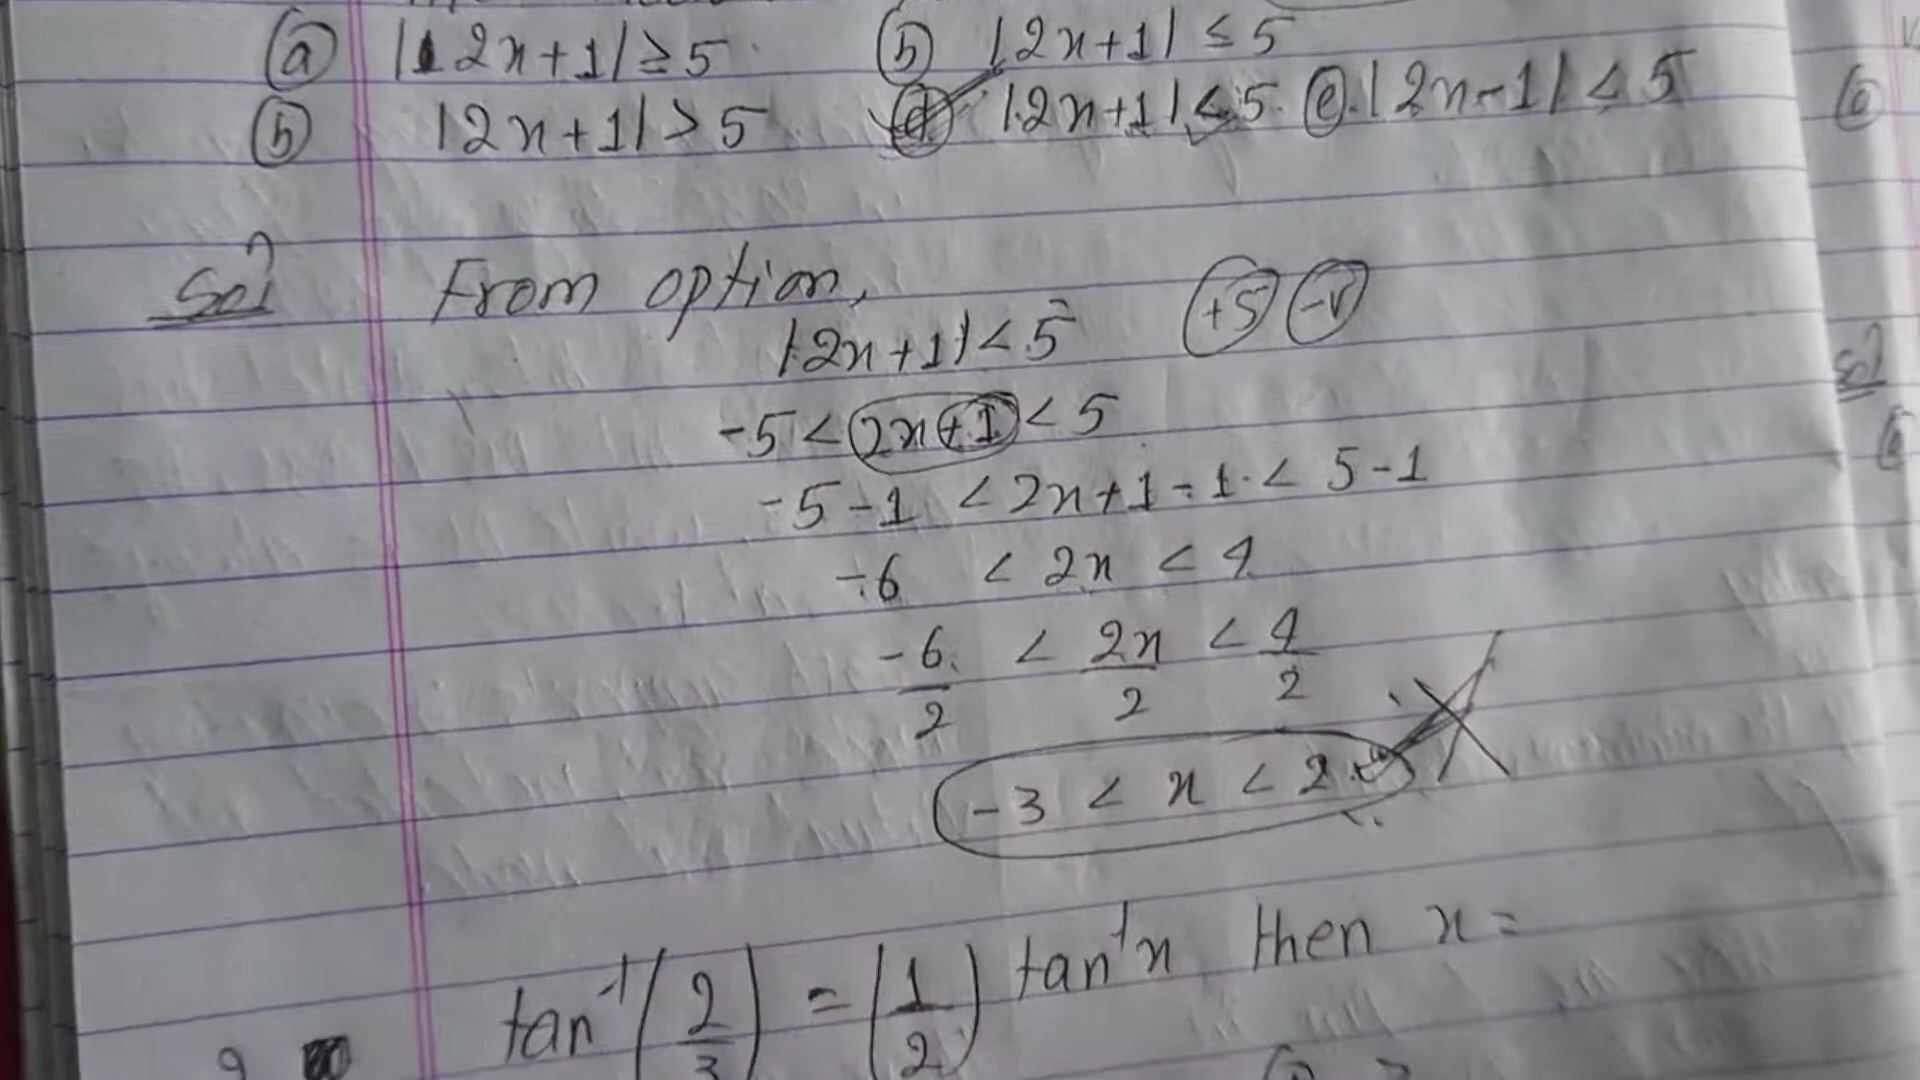 (a) |2x+1| ≥ 5 (b) |2x+1| ≤ 5
(b) |2x+1| > 5 (d) |2x+1| < 5 (e) |2x-1| < 5
Sol From option,
|2x+1| < 5 (+5) (-v)
-5 < 2x+1 < 5
-5-1 < 2x+1-1 < 5-1
-6 < 2x < 4
-6/2 < 2x/2 < 4/2
-3 < x < 2
tan⁻¹(2/3) = (1/2) tan⁻¹x then x =